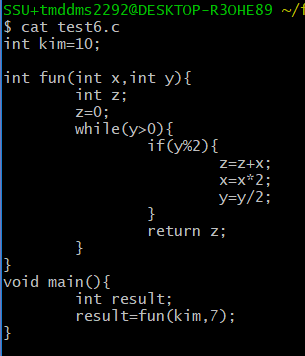 SSU+tmddms2292@DESKTOP-R3OHE89 ~/f
$ cat test6.c
int kim=10;

int fun(int x,int y){
        int z;
        z=0;
        while(y>0){
                if(y%2){
                        z=z+x;
                        x=x*2;
                        y=y/2;
                }
                return z;
        }
}
void main(){
        int result;
        result=fun(kim,7);
}